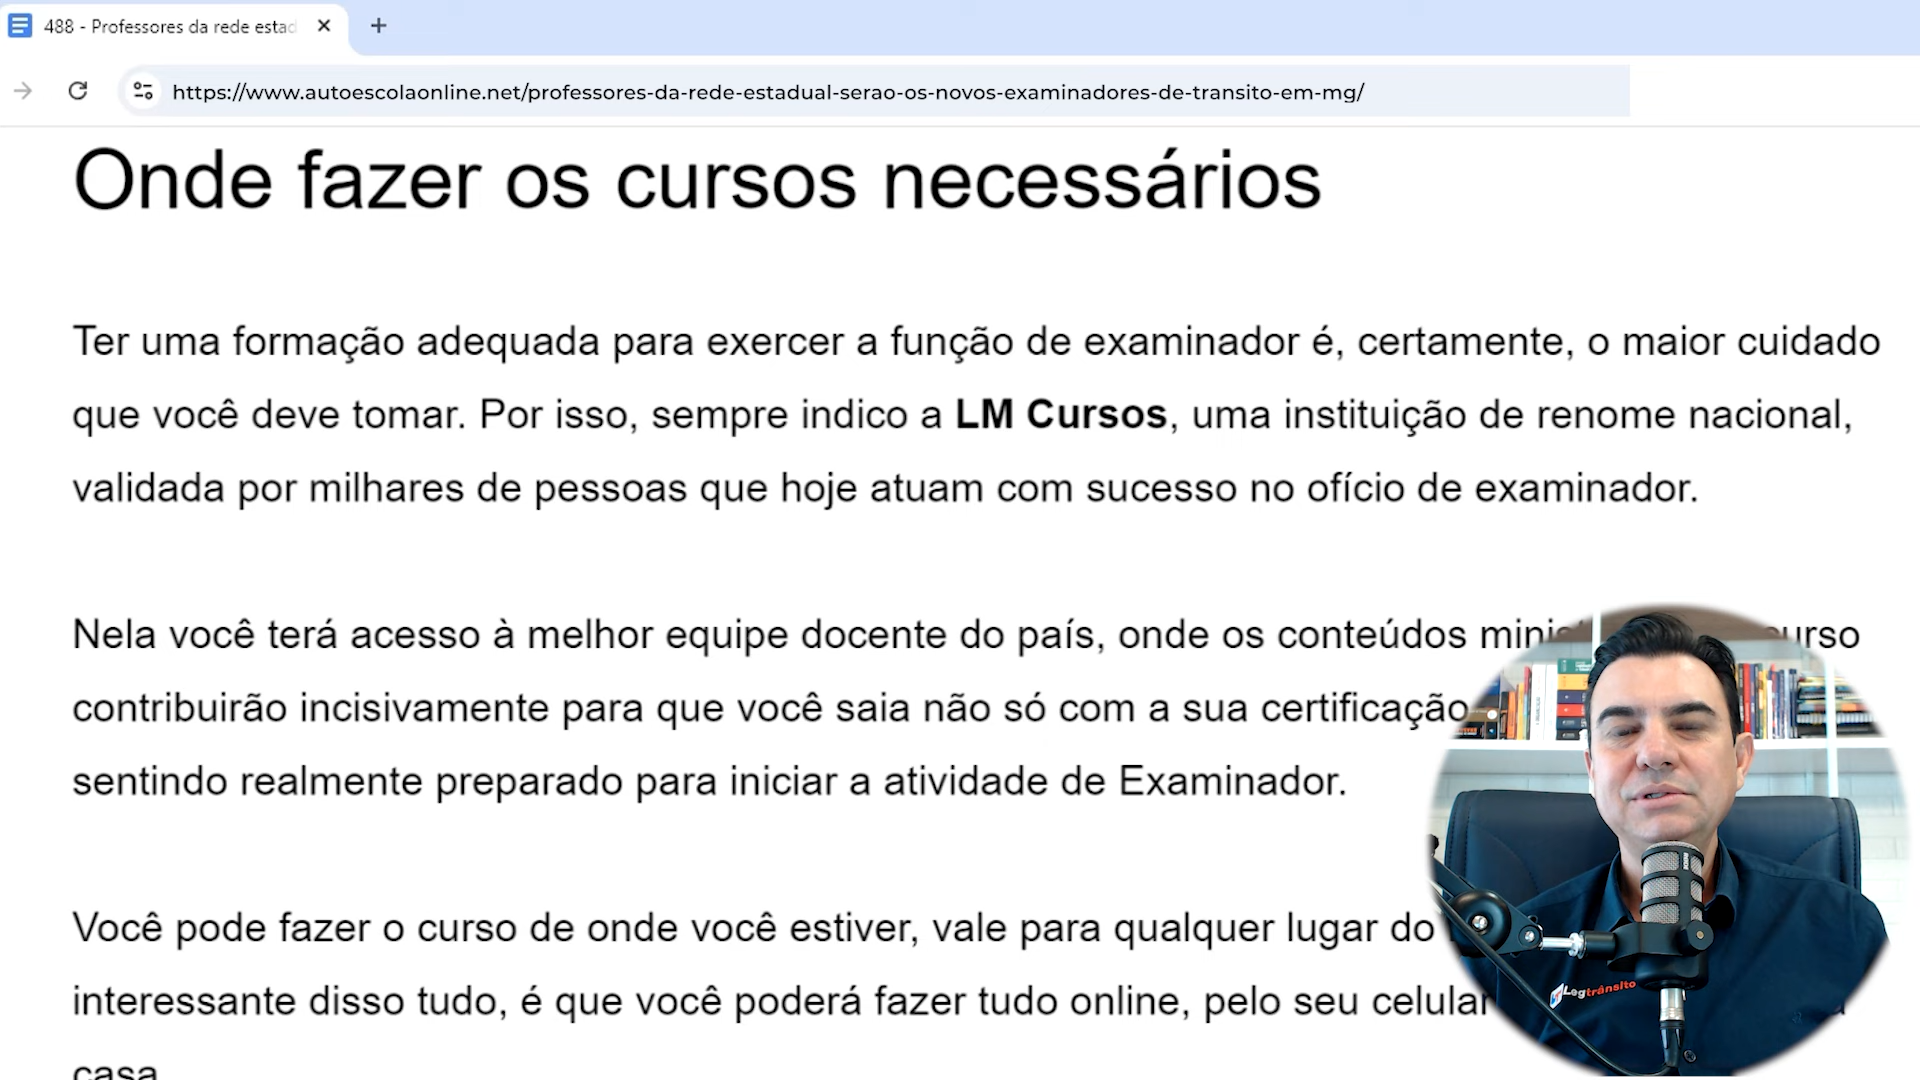 488 - Professores da rede estad
https://www.autoescolaonline.net/professores-da-rede-estadual-serao-os-novos-examinadores-de-transito-em-mg/
Onde fazer os cursos necessários
Ter uma formação adequada para exercer a função de examinador é, certamente, o maior cuidado
que você deve tomar. Por isso, sempre indico a LM Cursos, uma instituição de renome nacional,
validada por milhares de pessoas que hoje atuam com sucesso no ofício de examinador.
Nela você terá acesso à melhor equipe docente do país, onde os conteúdos minis urso
contribuirão incisivamente para que você saia não só com a sua certificação
sentindo realmente preparado para iniciar a atividade de Examinador.
Você pode fazer o curso de onde você estiver, vale para qualquer lugar do
interessante disso tudo, é que você poderá fazer tudo online, pelo seu celular
casa
Legtrânsito